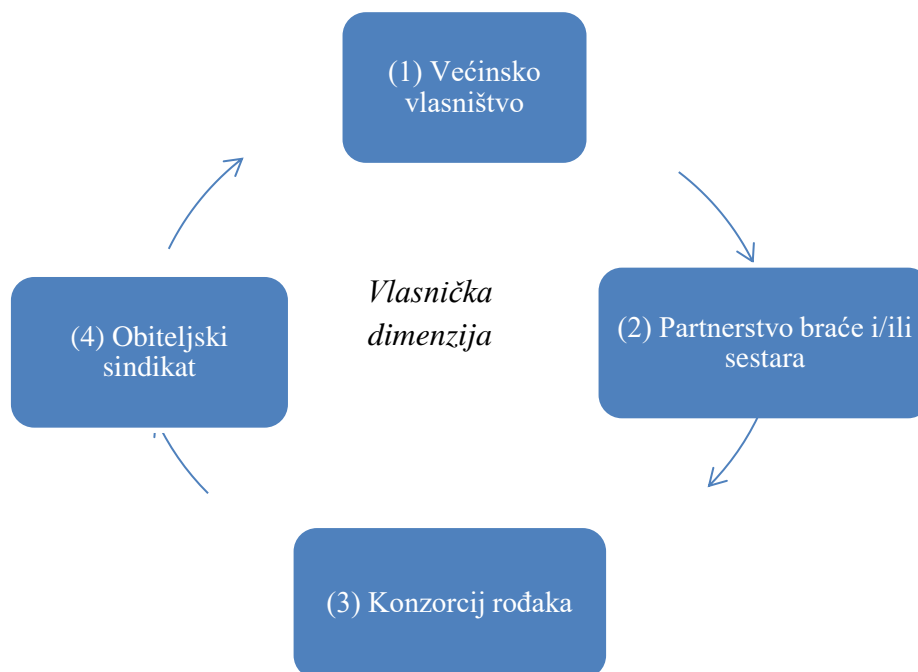 (1) Većinsko
vlasništvo
Vlasnička
dimenzija
(2) Partnerstvo braće i/ili
sestara
(3) Konzorcij rođaka
(4) Obiteljski
sindikat